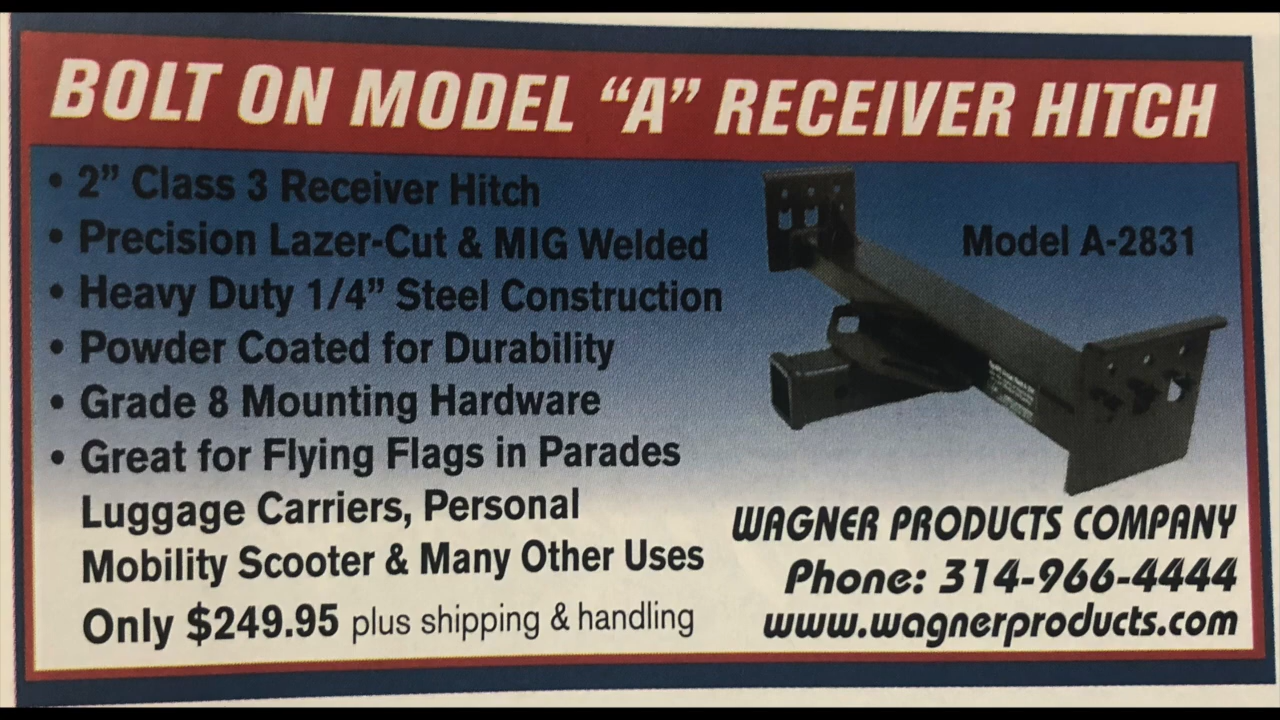 BOLT ON MODEL “A” RECEIVER HITCH
• 2” Class 3 Receiver Hitch
• Precision Lazer-Cut & MIG Welded
• Heavy Duty 1/4” Steel Construction
• Powder Coated for Durability
• Grade 8 Mounting Hardware
• Great for Flying Flags in Parades
Luggage Carriers, Personal
Mobility Scooter & Many Other Uses
Only $249.95 plus shipping & handling
Model A-2831
WAGNER PRODUCTS COMPANY
Phone: 314-966-4444
www.wagnerproducts.com